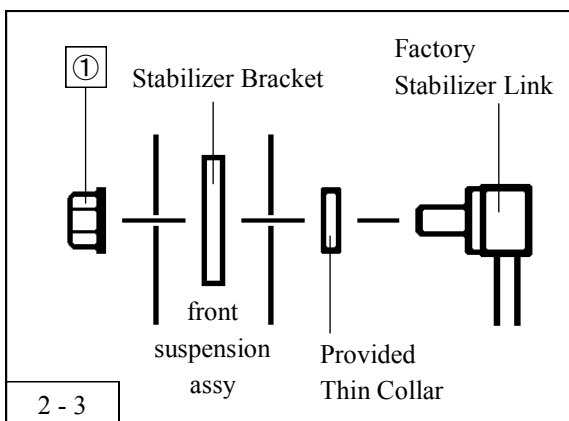 ①
Stabilizer Bracket
Factory
Stabilizer Link
front
suspension
assy
Provided
Thin Collar
2 - 3